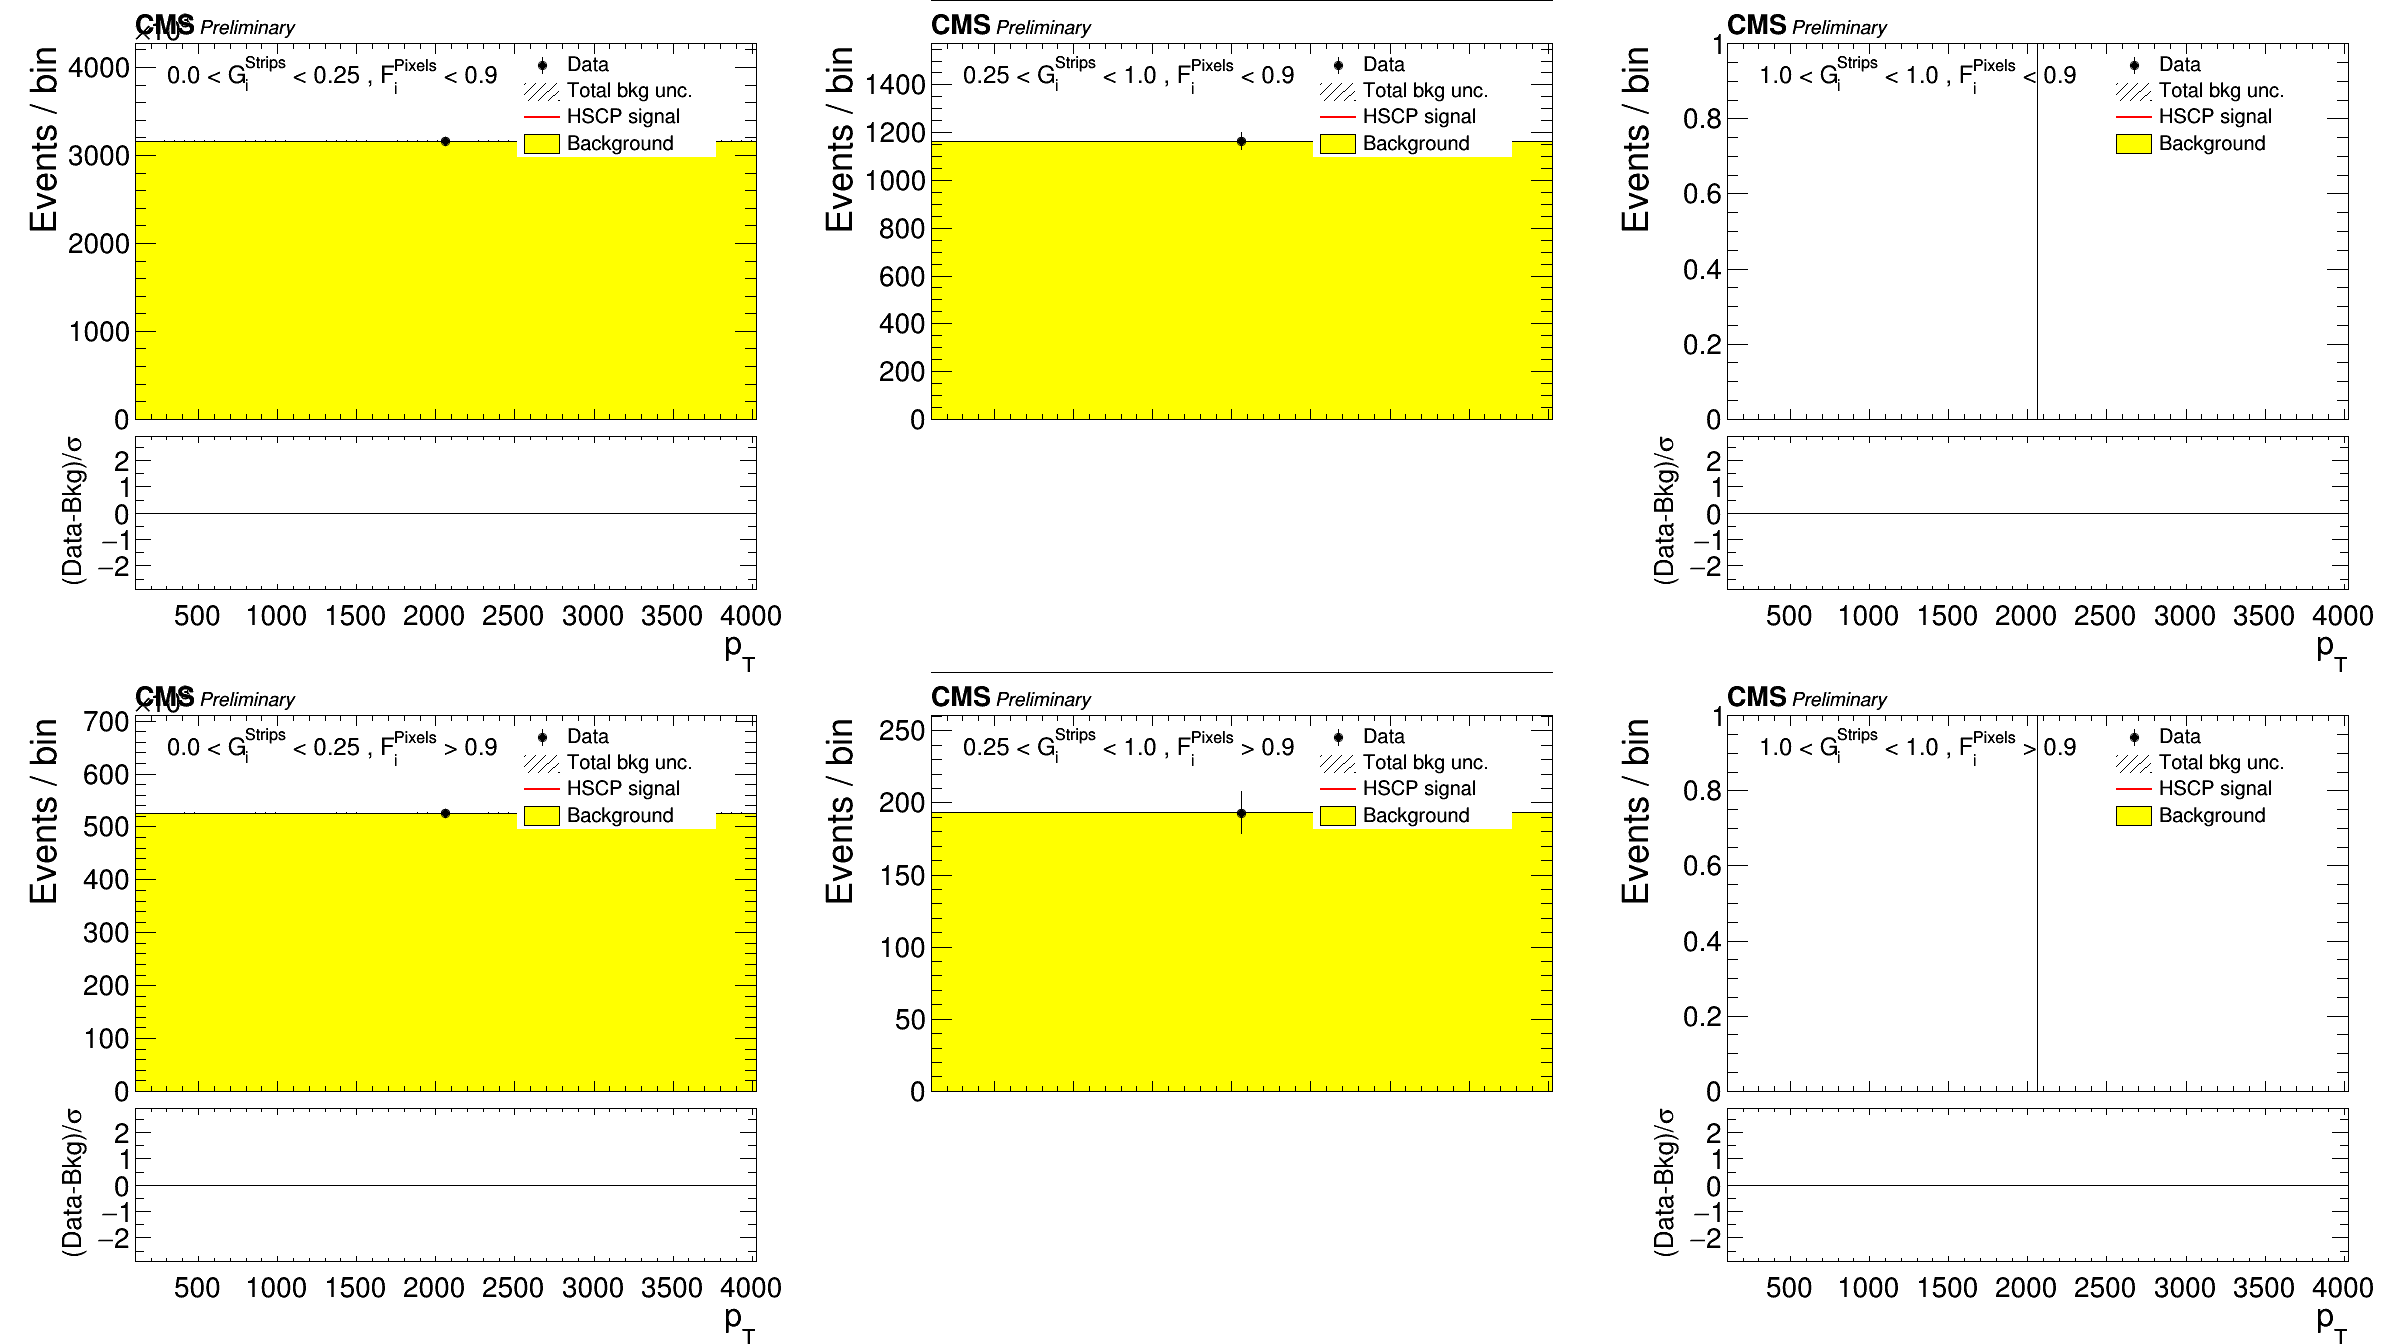 CMS Preliminary
×10
Events / bin
4000
3000
2000
1000
0
0.0 < G_i^Strips < 0.25 , F_i^Pixels < 0.9
Data
Total bkg unc.
HSCP signal
Background
(Data-Bkg)/σ
2
1
0
−1
−2
500 1000 1500 2000 2500 3000 3500 4000
p_T
CMS Preliminary
Events / bin
1400
1200
1000
800
600
400
200
0
0.25 < G_i^Strips < 1.0 , F_i^Pixels < 0.9
Data
Total bkg unc.
HSCP signal
Background
CMS Preliminary
Events / bin
1
0.8
0.6
0.4
0.2
0
1.0 < G_i^Strips < 1.0 , F_i^Pixels < 0.9
Data
Total bkg unc.
HSCP signal
Background
(Data-Bkg)/σ
2
1
0
−1
−2
500 1000 1500 2000 2500 3000 3500 4000
p_T
CMS Preliminary
×10
Events / bin
700
600
500
400
300
200
100
0
0.0 < G_i^Strips < 0.25 , F_i^Pixels > 0.9
Data
Total bkg unc.
HSCP signal
Background
(Data-Bkg)/σ
2
1
0
−1
−2
500 1000 1500 2000 2500 3000 3500 4000
p_T
CMS Preliminary
Events / bin
250
200
150
100
50
0
0.25 < G_i^Strips < 1.0 , F_i^Pixels > 0.9
Data
Total bkg unc.
HSCP signal
Background
CMS Preliminary
Events / bin
1
0.8
0.6
0.4
0.2
0
1.0 < G_i^Strips < 1.0 , F_i^Pixels > 0.9
Data
Total bkg unc.
HSCP signal
Background
(Data-Bkg)/σ
2
1
0
−1
−2
500 1000 1500 2000 2500 3000 3500 4000
p_T